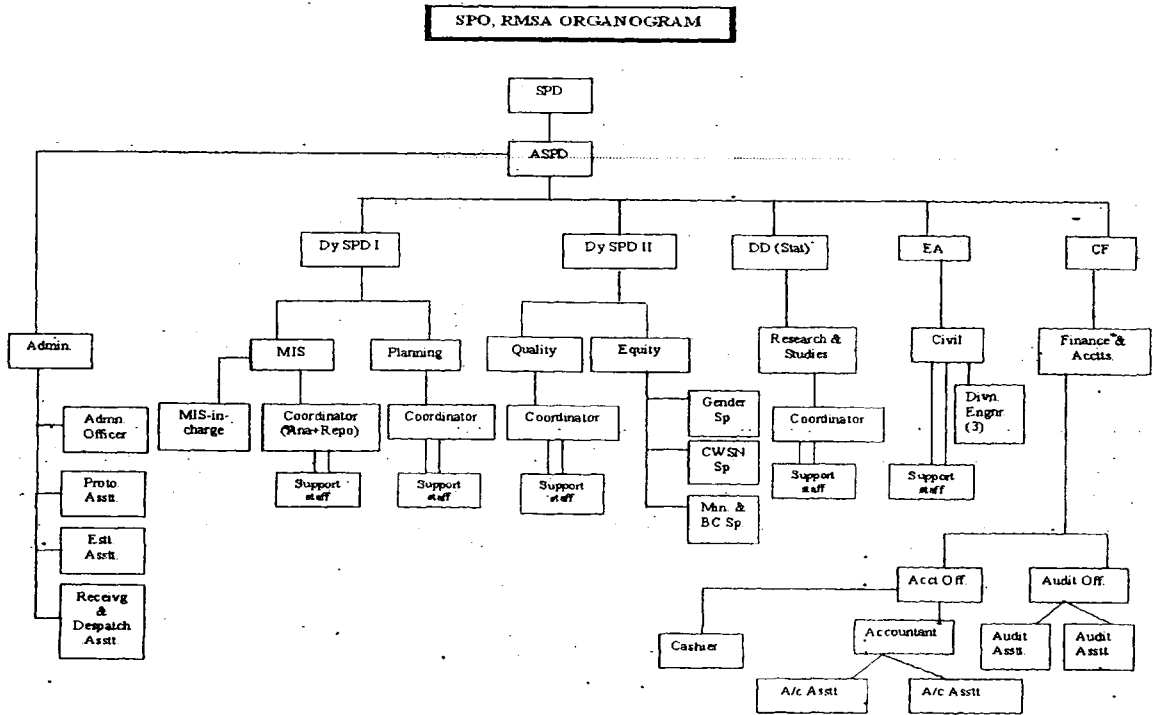 SPO, RMSA ORGANOGRAM
SPD
ASPD
Dy SPD I
Dy SPD II
DD (Stat)
EA
CF
Admin.
MIS
Planning
Quality
Equity
Research &
Studies
Civil
Finance &
Accts.
Admn.
Officer
MIS-in-
charge
Coordinator
(Ana+Repo)
Coordinator
Coordinator
Gender
Sp
Coordinator
Divn.
Engnr.
(3)
CWSN
Sp
Support
staff
Support
staff
Support
staff
Support
staff
Support
staff
Proto.
Asstt.
Min. &
BC Sp.
Estt.
Asstt.
Receivg
&
Despatch
Asstt
Acct Off.
Audit Off.
Cashier
Accountant
Audit
Asstt.
Audit
Asstt
A/c Asstt
A/c Asstt